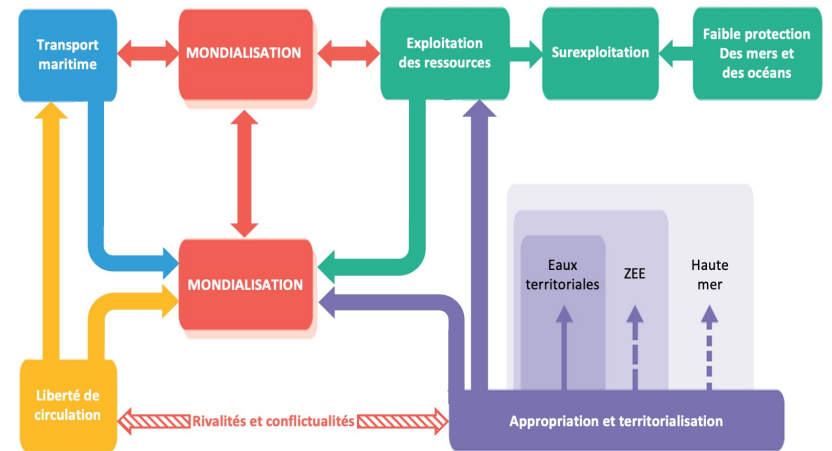 Transport
maritime
MONDIALISATION
Exploitation
des ressources
Surexploitation
Faible protection
Des mers et
des océans
MONDIALISATION
Eaux
territoriales
ZEE
Haute
mer
Liberté de
circulation
Rivalités et conflictualités
Appropriation et territorialisation